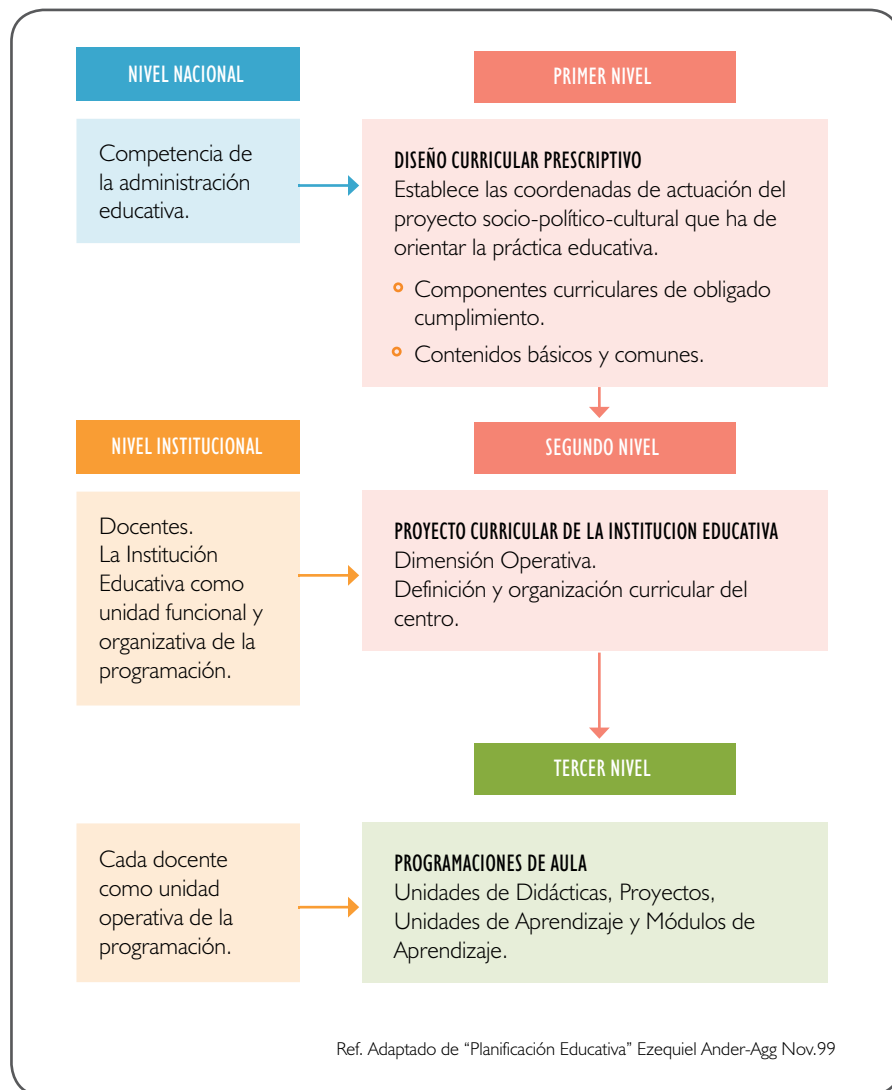 NIVEL NACIONAL
PRIMER NIVEL
Competencia de
la administración
educativa.
DISEÑO CURRICULAR PRESCRIPTIVO
Establece las coordenadas de actuación del
proyecto socio-político-cultural que ha de
orientar la práctica educativa.
Componentes curriculares de obligado
cumplimiento.
Contenidos básicos y comunes.
NIVEL INSTITUCIONAL
SEGUNDO NIVEL
Docentes.
La Institución
Educativa como
unidad funcional y
organizativa de la
programación.
PROYECTO CURRICULAR DE LA INSTITUCION EDUCATIVA
Dimensión Operativa.
Definición y organización curricular del
centro.
TERCER NIVEL
Cada docente
como unidad
operativa de la
programación.
PROGRAMACIONES DE AULA
Unidades de Didácticas, Proyectos,
Unidades de Aprendizaje y Módulos de
Aprendizaje.
Ref. Adaptado de “Planificación Educativa” Ezequiel Ander-Agg Nov.99